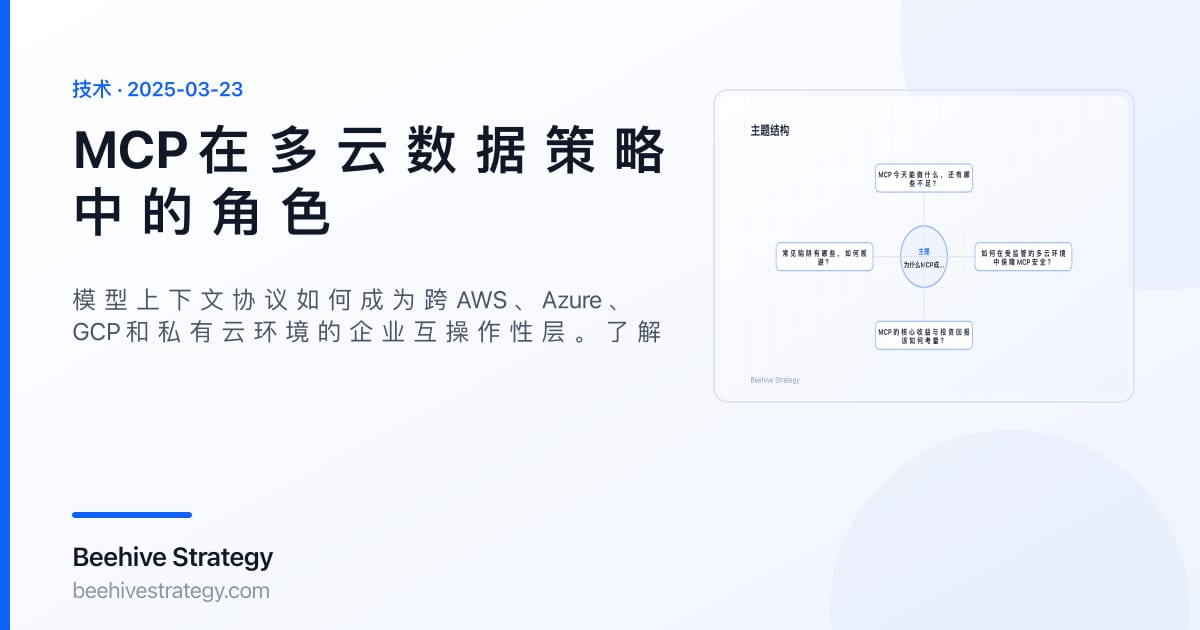 技术 · 2025-03-23
MCP在多云数据策略
中的角色
模型上下文协议如何成为跨 AWS、Azure、
GCP和私有云环境的企业互操作性层。了解
主题结构
MCP今天能做什么，还有哪
些不足？
常见陷阱有哪些，如何规
避？
主题
为什么MCP成...
如何在受监管的多云环境
中保障MCP安全？
MCP的核心收益与投资回报
该如何考量？
Beehive Strategy
Beehive Strategy
beehivestrategy.com